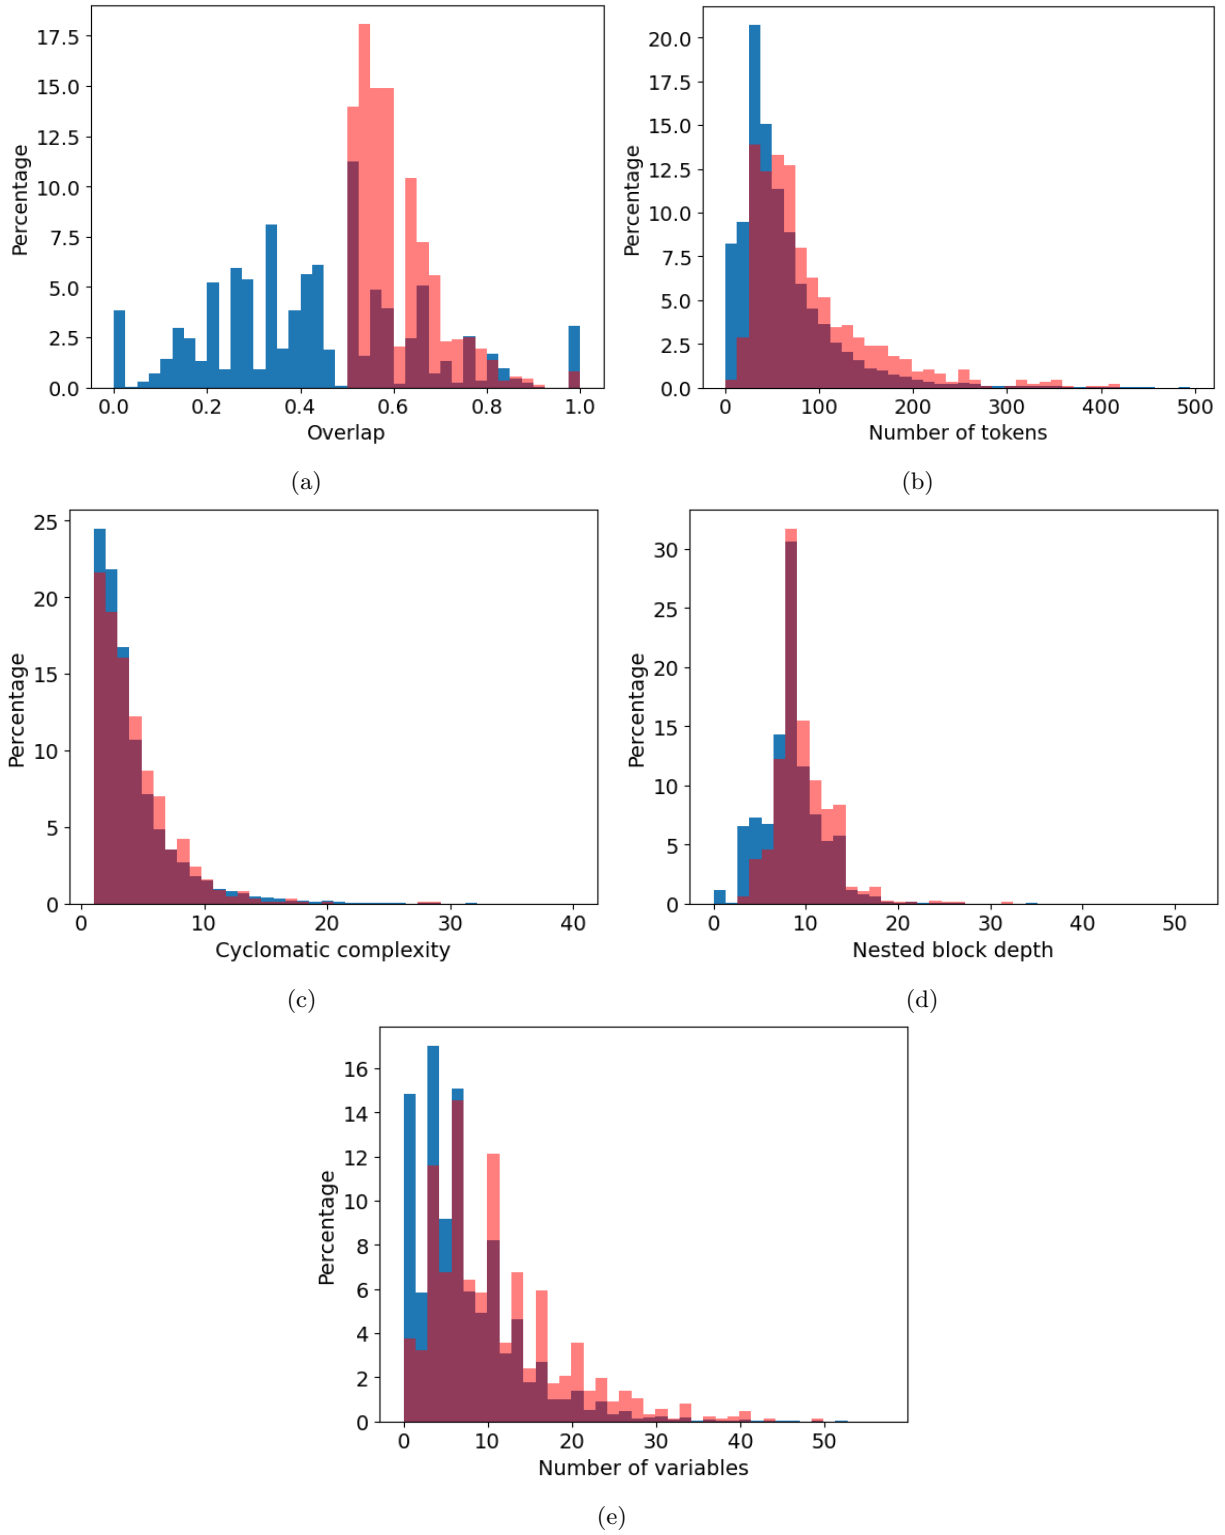 17.5
15.0
12.5
10.0
7.5
5.0
2.5
0.0
Percentage
0.0 0.2 0.4 0.6 0.8 1.0
Overlap
(a)
20.0
17.5
15.0
12.5
10.0
7.5
5.0
2.5
0.0
Percentage
0 100 200 300 400 500
Number of tokens
(b)
25
20
15
10
5
0
Percentage
0 10 20 30 40
Cyclomatic complexity
(c)
30
25
20
15
10
5
0
Percentage
0 10 20 30 40 50
Nested block depth
(d)
16
14
12
10
8
6
4
2
0
Percentage
0 10 20 30 40 50
Number of variables
(e)